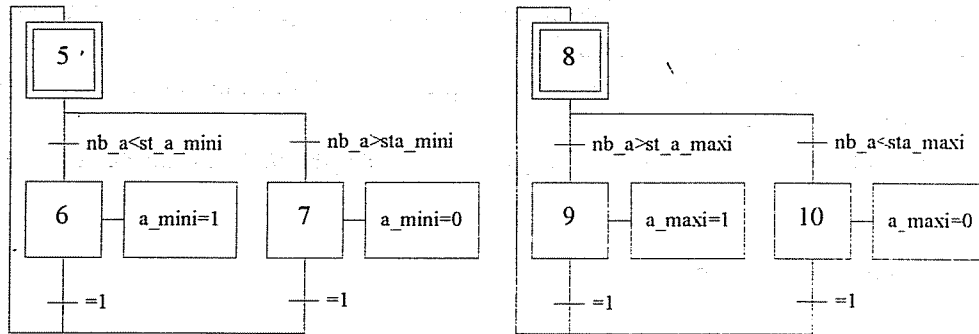 5
8
nb_a<st_a_mini
nb_a>sta_mini
nb_a>st_a_maxi
nb_a<sta_maxi
6
a_mini=1
7
a_mini=0
9
a_maxi=1
10
a_maxi=0
=1
=1
=1
=1